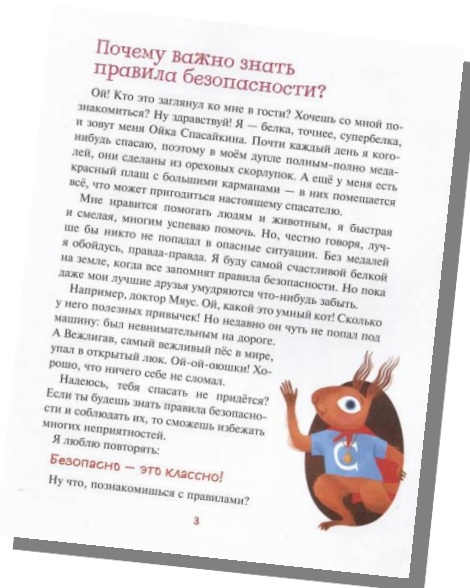 Почему важно знать
правила безопасности?
Ой! Кто это заглянул ко мне в гости? Хочешь со мной по-
знакомиться? Ну здравствуй! Я — белка, точнее, супербелка,
и зовут меня Ойка Спасайкина. Почти каждый день я кого-
нибудь спасаю, поэтому в моём дупле полным-полно меда-
лей, они сделаны из ореховых скорлупок. А ещё у меня есть
красный плащ с большими карманами — в них помещается
всё, что может пригодиться настоящему спасателю.
Мне нравится помогать людям и животным, я быстрая
и смелая, многим успеваю помочь. Но, честно говоря, луч-
ше бы никто не попадал в опасные ситуации. Без медалей
я обойдусь, правда-правда. Я буду самой счастливой белкой
на земле, когда все запомнят правила безопасности. Но пока
даже мои лучшие друзья умудряются что-нибудь забыть.
Например, доктор Мяус. Ой, какой это умный кот! Сколько
у него полезных привычек! Но недавно он чуть не попал под
машину: был невнимательным на дороге.
А Вежлигав, самый вежливый пёс в мире,
упал в открытый люк. Ой-ой-оюшки! Хо-
рошо, что ничего себе не сломал.
Надеюсь, тебя спасать не придётся?
Если ты будешь знать правила безопасно-
сти и соблюдать их, то сможешь избежать
многих неприятностей.
Я люблю повторять:
Безопасно — это классно!
Ну что, познакомишься с правилами?
С
3